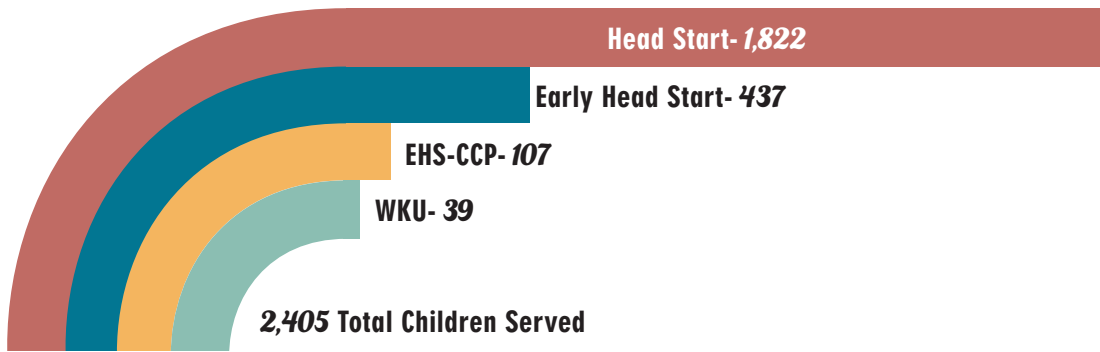 Head Start- 1,822
Early Head Start- 437
EHS-CCP- 107
WKU- 39
2,405 Total Children Served